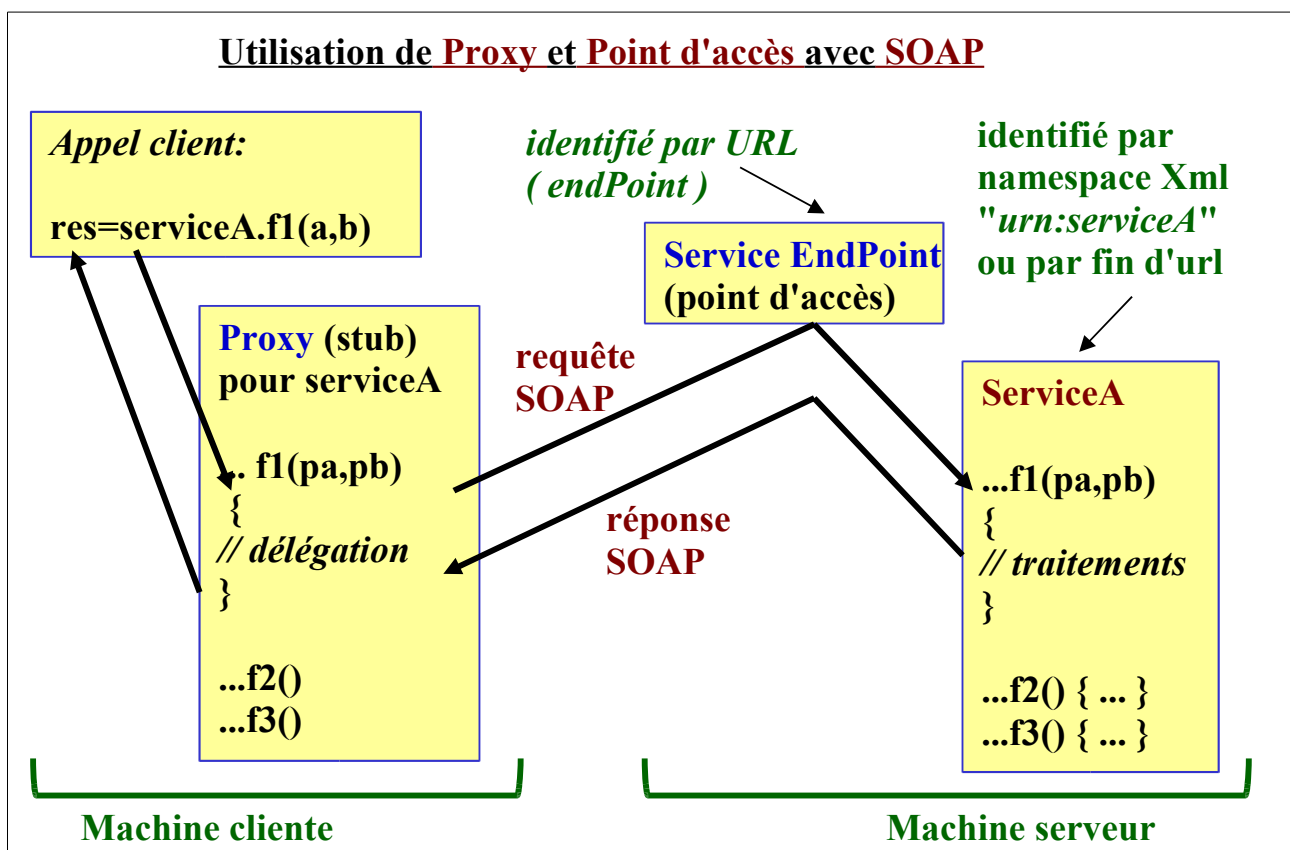 Utilisation de Proxy et Point d'accès avec SOAP
Appel client:
res=serviceA.f1(a,b)
identifié par URL
( endPoint )
identifié par
namespace Xml
"urn:serviceA"
ou par fin d'url
Service EndPoint
(point d'accès)
Proxy (stub)
pour serviceA
... f1(pa,pb)
{
// délégation
}
...f2()
...f3()
requête
SOAP
réponse
SOAP
ServiceA
...f1(pa,pb)
{
// traitements
}
...f2() { ... }
...f3() { ... }
Machine cliente
Machine serveur